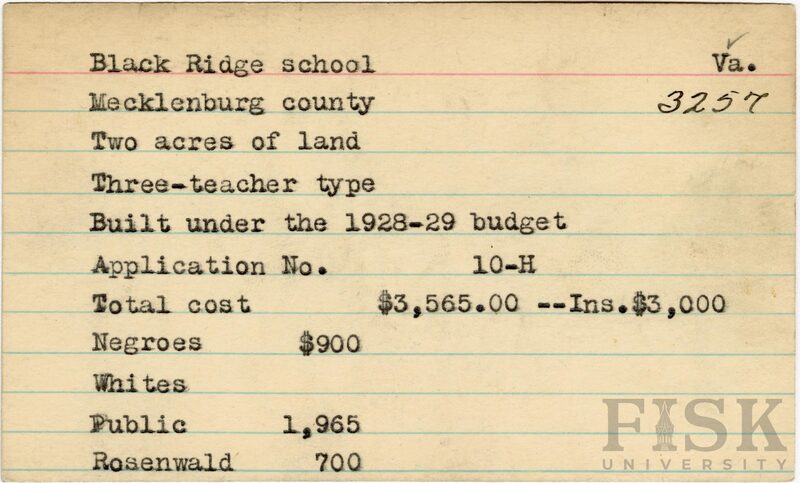 Black Ridge school Va.
Mecklenburg county 3257
Two acres of land
Three-teacher type
Built under the 1928-29 budget
Application No. 10-H
Total cost $3,565.00 --Ins.$3,000
Negroes $900
Whites
Public 1,965
Rosenwald 700
FISK
UNIVERSITY